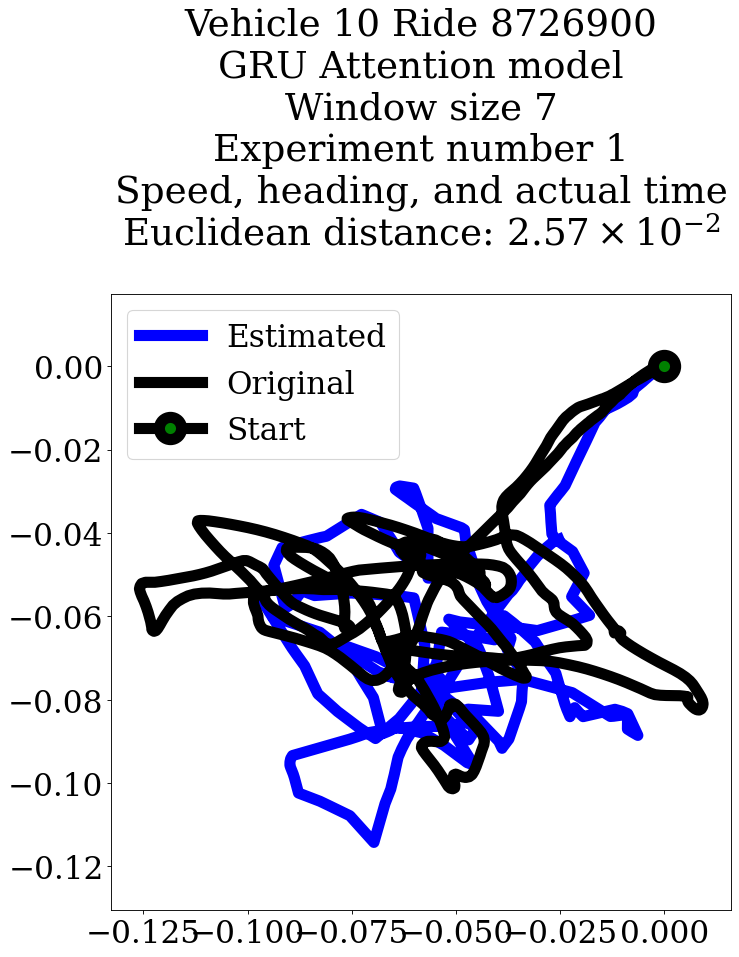 Vehicle 10 Ride 8726900
GRU Attention model
Window size 7
Experiment number 1
Speed, heading, and actual time
Euclidean distance: 2.57 × 10⁻²
Estimated
Original
Start
0.00
−0.02
−0.04
−0.06
−0.08
−0.10
−0.12
−0.125 −0.100 −0.075 −0.050 −0.025 0.000